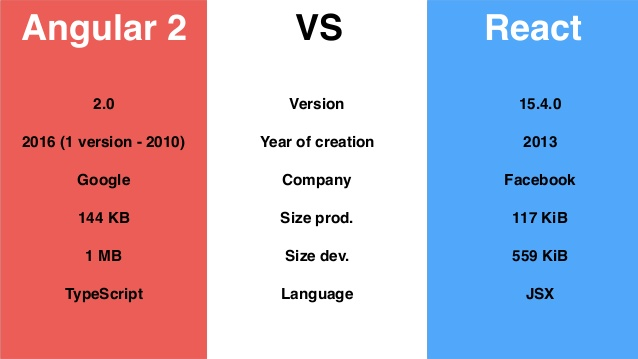 Angular 2 VS React
2.0 Version 15.4.0
2016 (1 version - 2010) Year of creation 2013
Google Company Facebook
144 KB Size prod. 117 KiB
1 MB Size dev. 559 KiB
TypeScript Language JSX